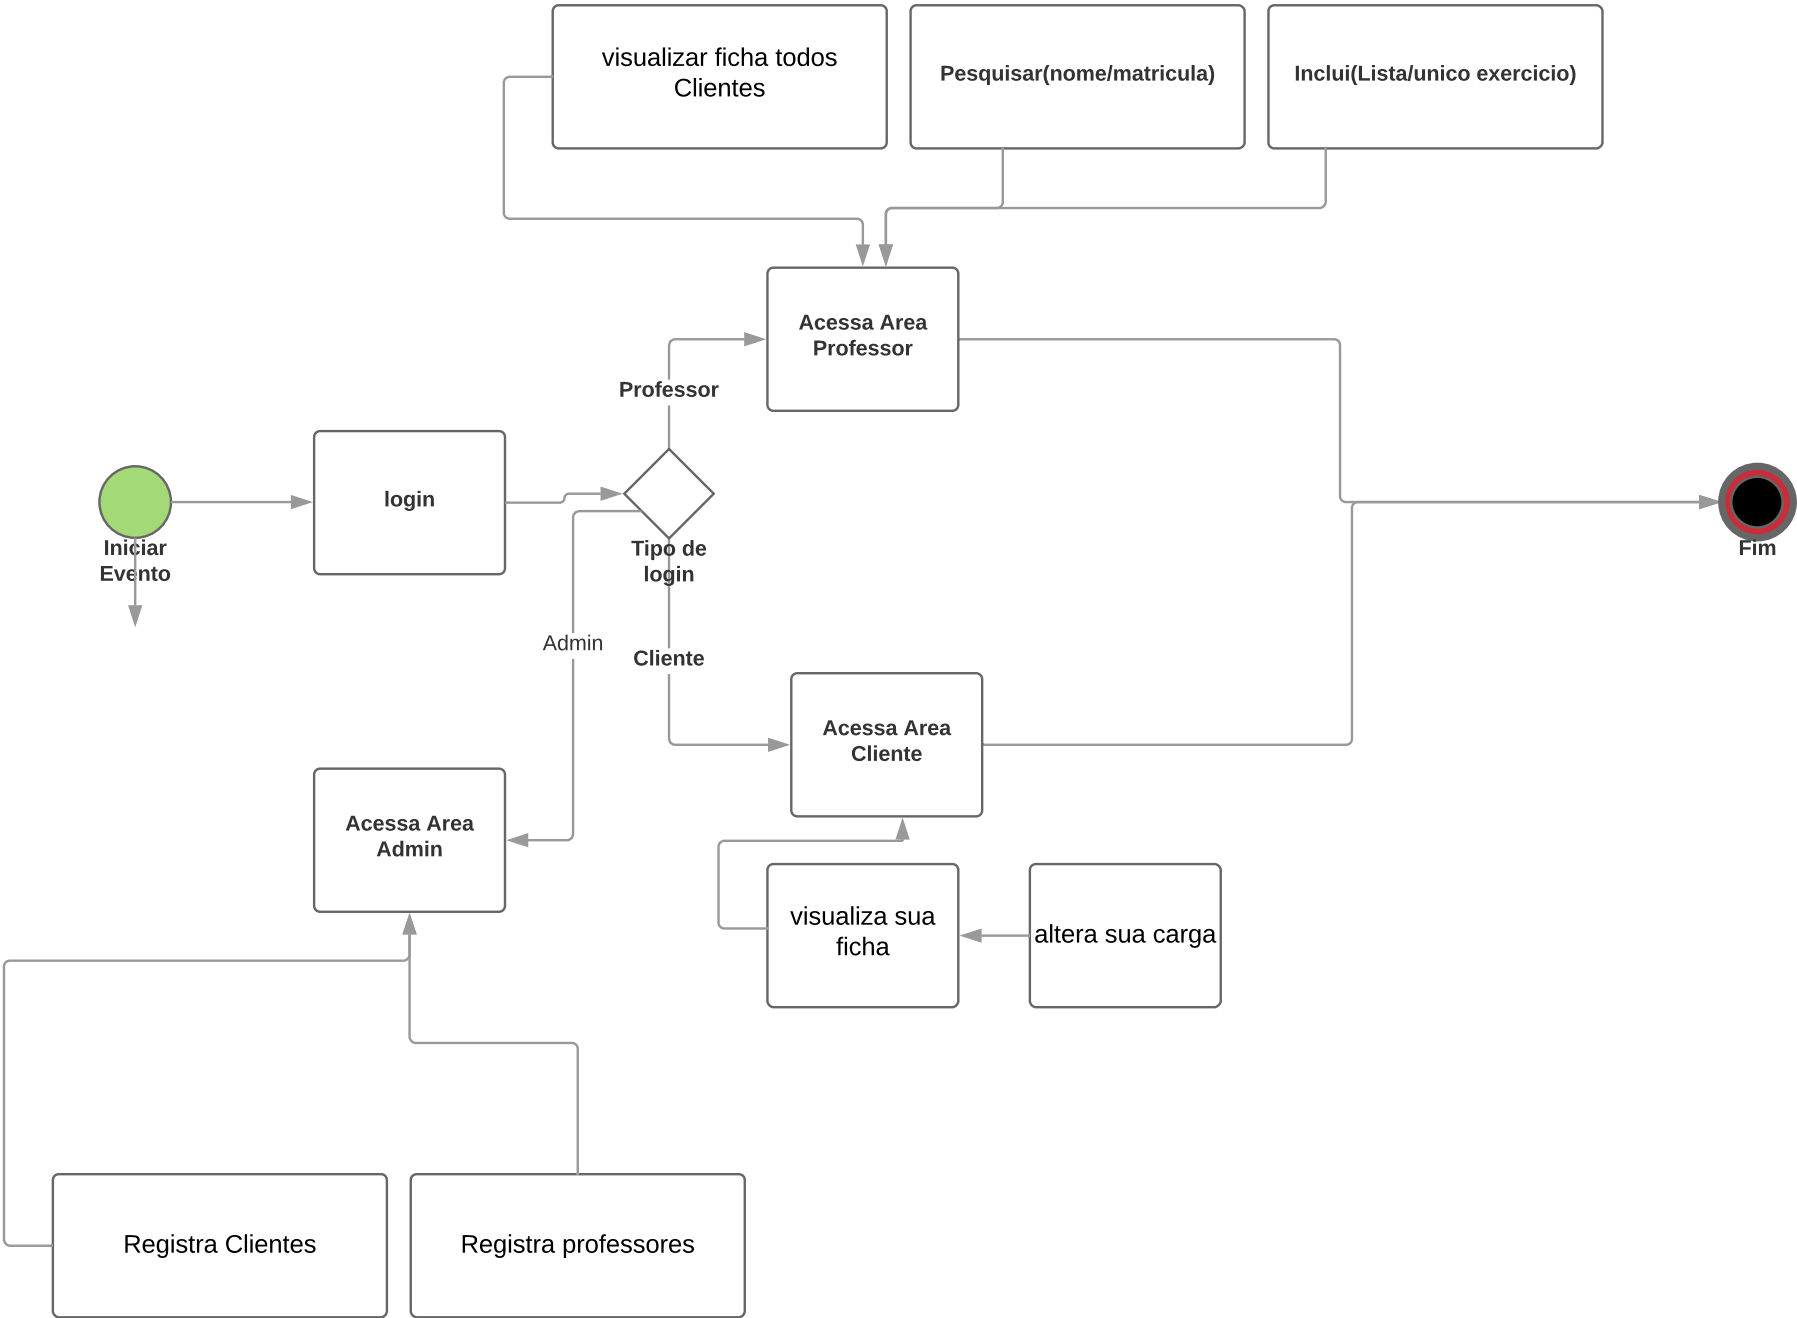 visualizar ficha todos
Clientes
Pesquisar(nome/matricula)
Inclui(Lista/unico exercicio)
Acessa Area
Professor
Professor
login
Iniciar
Evento
Tipo de
login
Fim
Admin
Cliente
Acessa Area
Cliente
Acessa Area
Admin
visualiza sua
ficha
altera sua carga
Registra Clientes
Registra professores